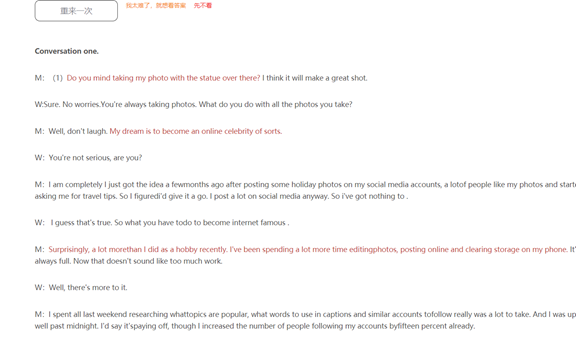 重来一次
我太难了，就想看答案 先不看
Conversation one.
M: (1) Do you mind taking my photo with the statue over there? I think it will make a great shot.
W:Sure. No worries.You're always taking photos. What do you do with all the photos you take?
M: Well, don't laugh. My dream is to become an online celebrity of sorts.
W: You're not serious, are you?
M: I am completely I just got the idea a fewmonths ago after posting some holiday photos on my social media accounts, a lotof people like my photos and start
asking me for travel tips. So I figuredi'd give it a go. I post a lot on social media anyway. So i've got nothing to .
W: I guess that's true. So what you have todo to become internet famous .
M: Surprisingly, a lot morethan I did as a hobby recently. I've been spending a lot more time editingphotos, posting online and clearing storage on my phone. It'
always full. Now that doesn't sound like too much work.
W: Well, there's more to it.
M: I spent all last weekend researching whattopics are popular, what words to use in captions and similar accounts tofollow really was a lot to take. And I was up
well past midnight. I'd say it'spaying off, though I increased the number of people following my accounts byfifteen percent already.